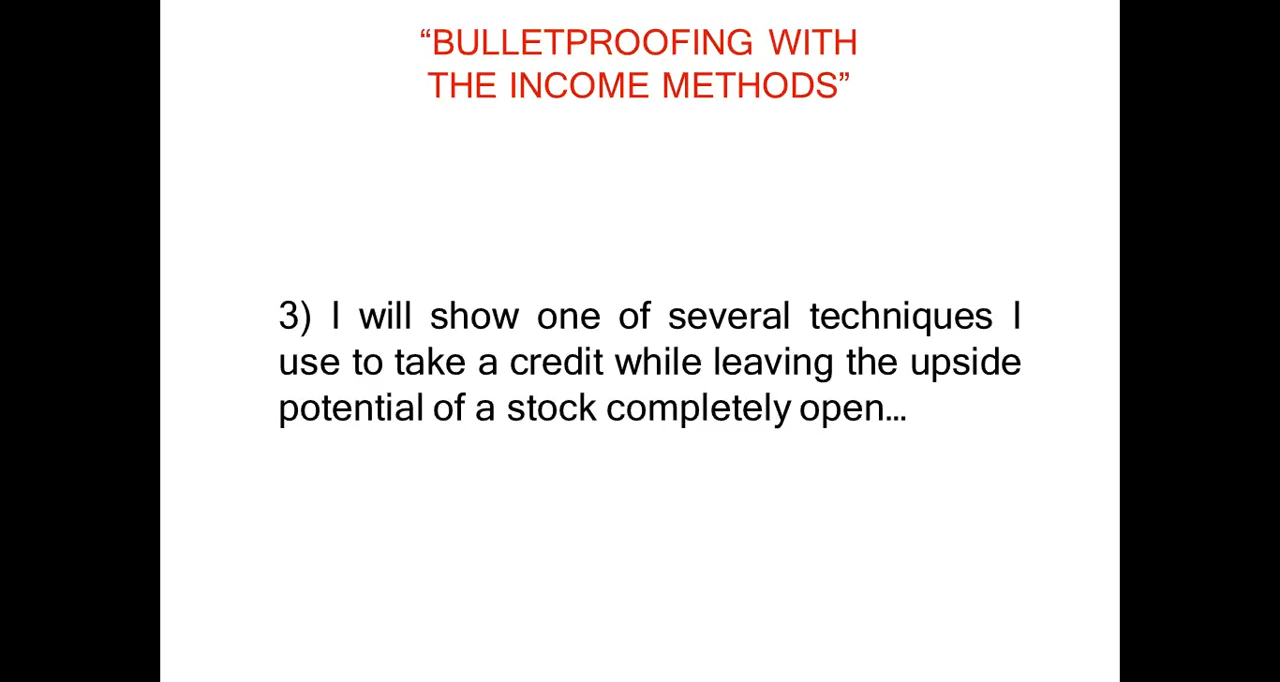 “BULLETPROOFING WITH
THE INCOME METHODS”
3) I will show one of several techniques I
use to take a credit while leaving the upside
potential of a stock completely open...